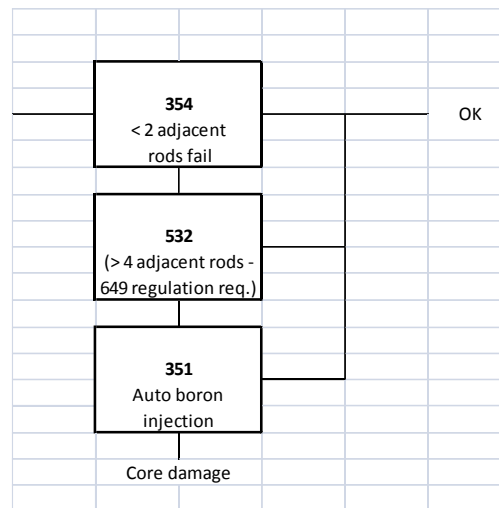 354
< 2 adjacent
rods fail
OK
532
(> 4 adjacent rods -
649 regulation req.)
351
Auto boron
injection
Core damage